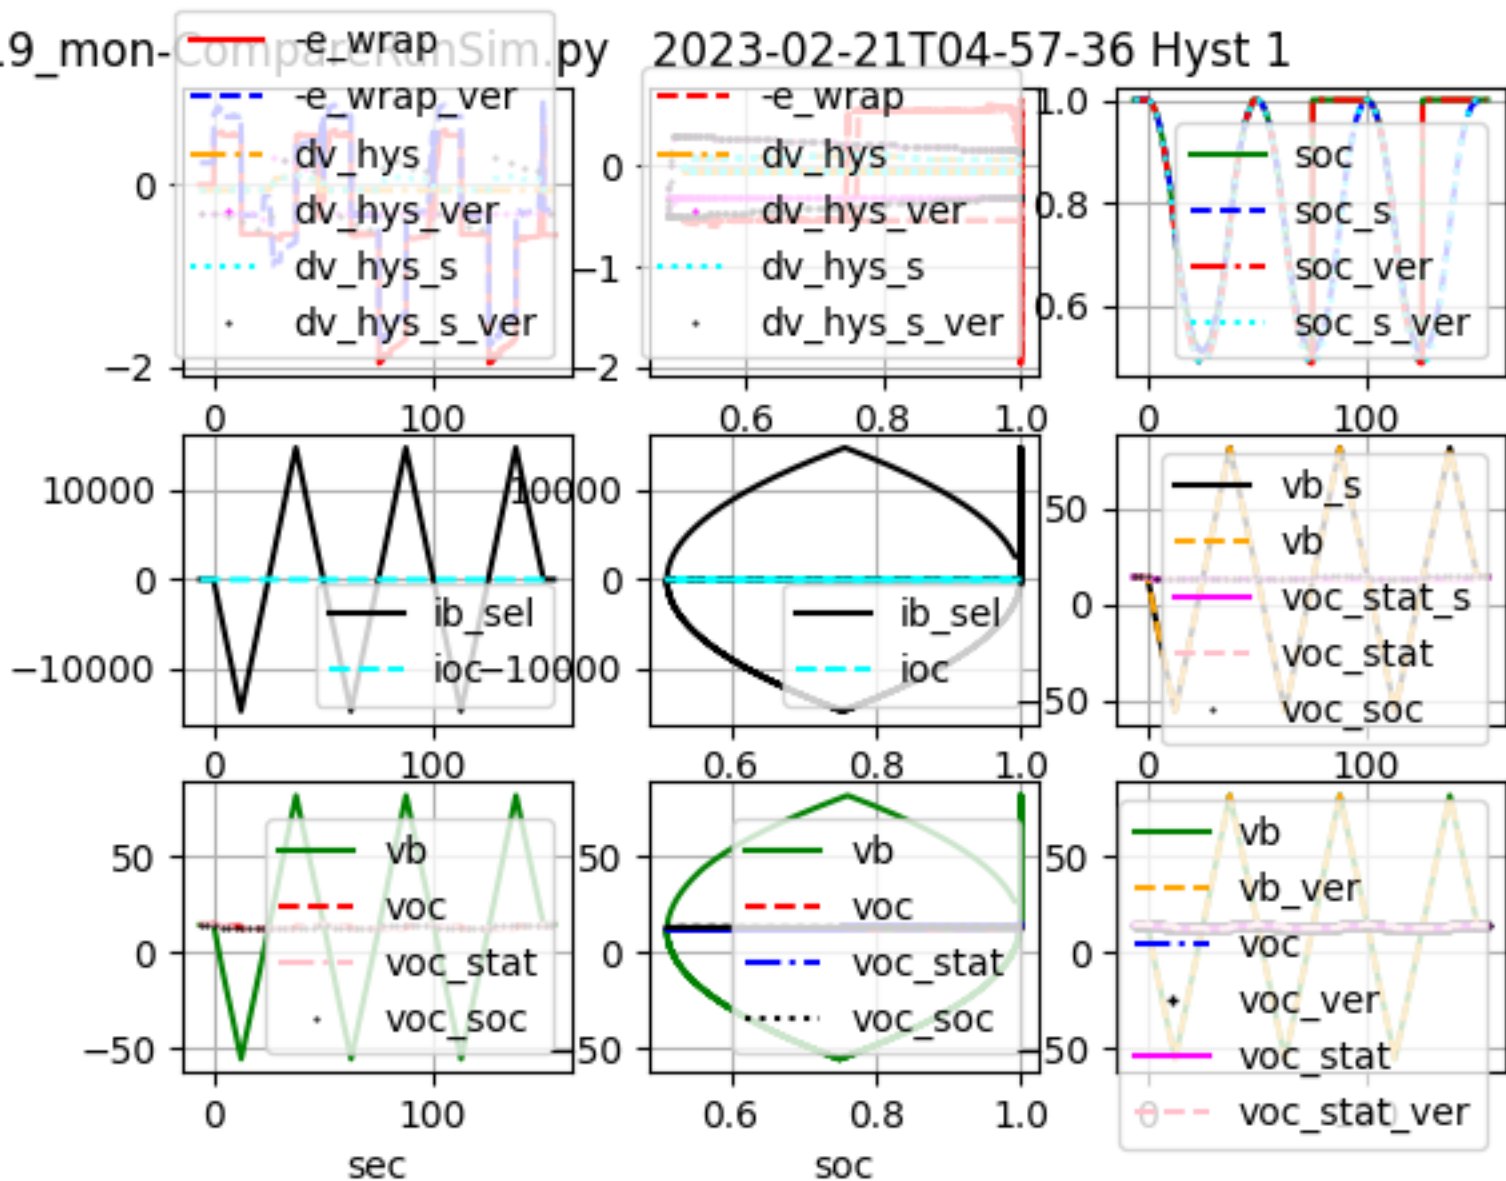 19_mon-CompareRunSim.py 2023-02-21T04-57-36 Hyst 1
-e_wrap
-e_wrap_ver
dv_hys
dv_hys_ver
dv_hys_s
dv_hys_s_ver
0
−2
0
100
-e_wrap
dv_hys
dv_hys_ver
dv_hys_s
dv_hys_s_ver
0
−1
−2
0.6
0.8
1.0
soc
soc_s
soc_ver
soc_s_ver
1.0
0.8
0.6
0
100
10000
0
−10000
ib_sel
ioc
0
100
10000
0
−10000
ib_sel
ioc
0.6
0.8
1.0
50
0
−50
vb_s
vb
voc_stat_s
voc_stat
voc_soc
0
100
50
0
−50
vb
voc
voc_stat
voc_soc
0
100
sec
50
0
−50
vb
voc
voc_stat
voc_soc
0.6
0.8
1.0
soc
50
0
−50
vb
vb_ver
voc
voc_ver
voc_stat
voc_stat_ver
0